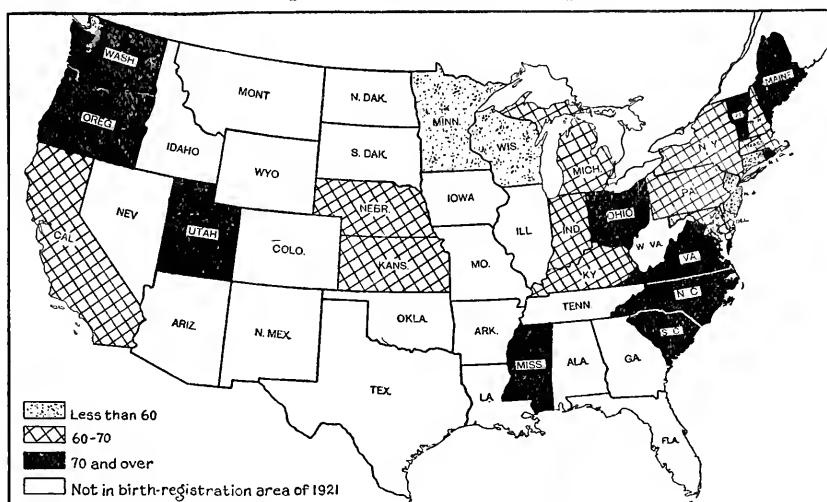 WASH
MONT
N. DAK.
MINN.
MAINE
OREG
IDAHO
S. DAK.
WIS.
MICH.
N.Y
WYO
IOWA
PA.
NEBR.
NEV
UTAH
COLO.
ILL
IND
OHIO
W. VA.
VA.
CAL.
KANS.
MO.
KY
N C
ARIZ.
N. MEX.
OKLA.
ARK.
TENN.
S. C.
MISS.
ALA.
GA.
TEX.
LA.
FLA.
Less than 60
60-70
70 and over
Not in birth-registration area of 1921